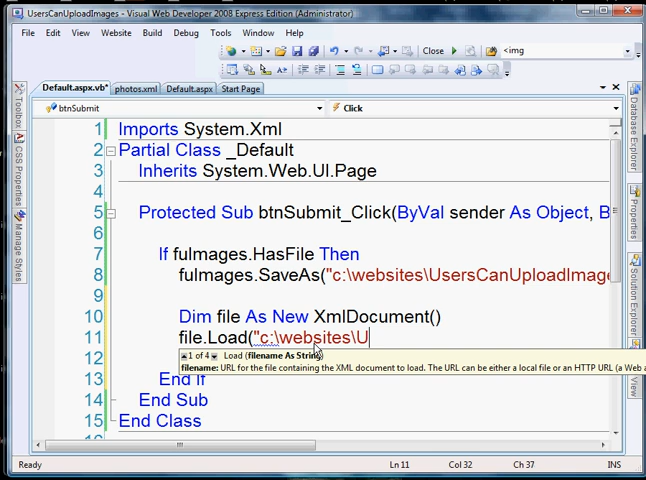 UsersCanUploadImages - Visual Web Developer 2008 Express Edition (Administrator)
File Edit View Website Build Debug Tools Window Help
Close <img
Default.aspx.vb* photos.xml Default.aspx Start Page
btnSubmit Click
Toolbox
CSS Properties
Manage Styles
Database Explorer
Properties
Solution Explorer
View
1 Imports System.Xml
2 Partial Class _Default
3 Inherits System.Web.UI.Page
4
5 Protected Sub btnSubmit_Click(ByVal sender As Object, B
6
7 If fuImages.HasFile Then
8 fuImages.SaveAs("c:\websites\UsersCanUploadImage
9
10 Dim file As New XmlDocument()
11 file.Load("c:\websites\U
1 of 4 Load (filename As String)
12 filename: URL for the file containing the XML document to load. The URL can be either a local file or an HTTP URL (a Web a
13 End If
14 End Sub
15 End Class
Ready Ln 11 Col 32 Ch 37 INS